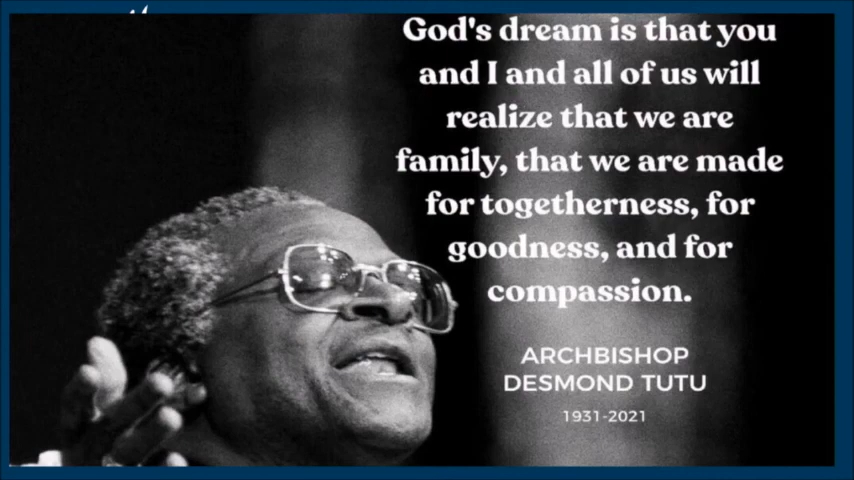 God's dream is that you
and I and all of us will
realize that we are
family, that we are made
for togetherness, for
goodness, and for
compassion.
ARCHBISHOP
DESMOND TUTU
1931-2021